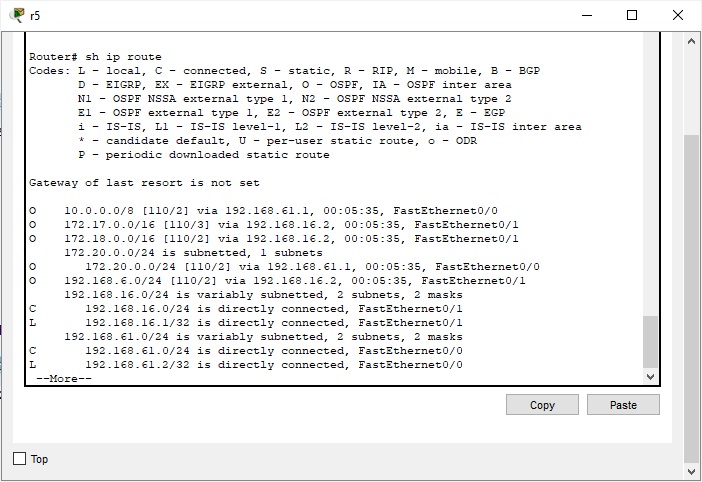 r5
Router# sh ip route
Codes: L - local, C - connected, S - static, R - RIP, M - mobile, B - BGP
D - EIGRP, EX - EIGRP external, O - OSPF, IA - OSPF inter area
N1 - OSPF NSSA external type 1, N2 - OSPF NSSA external type 2
E1 - OSPF external type 1, E2 - OSPF external type 2, E - EGP
i - IS-IS, L1 - IS-IS level-1, L2 - IS-IS level-2, ia - IS-IS inter area
* - candidate default, U - per-user static route, o - ODR
P - periodic downloaded static route
Gateway of last resort is not set
O 10.0.0.0/8 [110/2] via 192.168.61.1, 00:05:35, FastEthernet0/0
O 172.17.0.0/16 [110/3] via 192.168.16.2, 00:05:35, FastEthernet0/1
O 172.18.0.0/16 [110/2] via 192.168.16.2, 00:05:35, FastEthernet0/1
172.20.0.0/24 is subnetted, 1 subnets
O 172.20.0.0/24 [110/2] via 192.168.61.1, 00:05:35, FastEthernet0/0
O 192.168.6.0/24 [110/2] via 192.168.16.2, 00:05:35, FastEthernet0/1
192.168.16.0/24 is variably subnetted, 2 subnets, 2 masks
C 192.168.16.0/24 is directly connected, FastEthernet0/1
L 192.168.16.1/32 is directly connected, FastEthernet0/1
192.168.61.0/24 is variably subnetted, 2 subnets, 2 masks
C 192.168.61.0/24 is directly connected, FastEthernet0/0
L 192.168.61.2/32 is directly connected, FastEthernet0/0
--More--
Copy Paste
Top